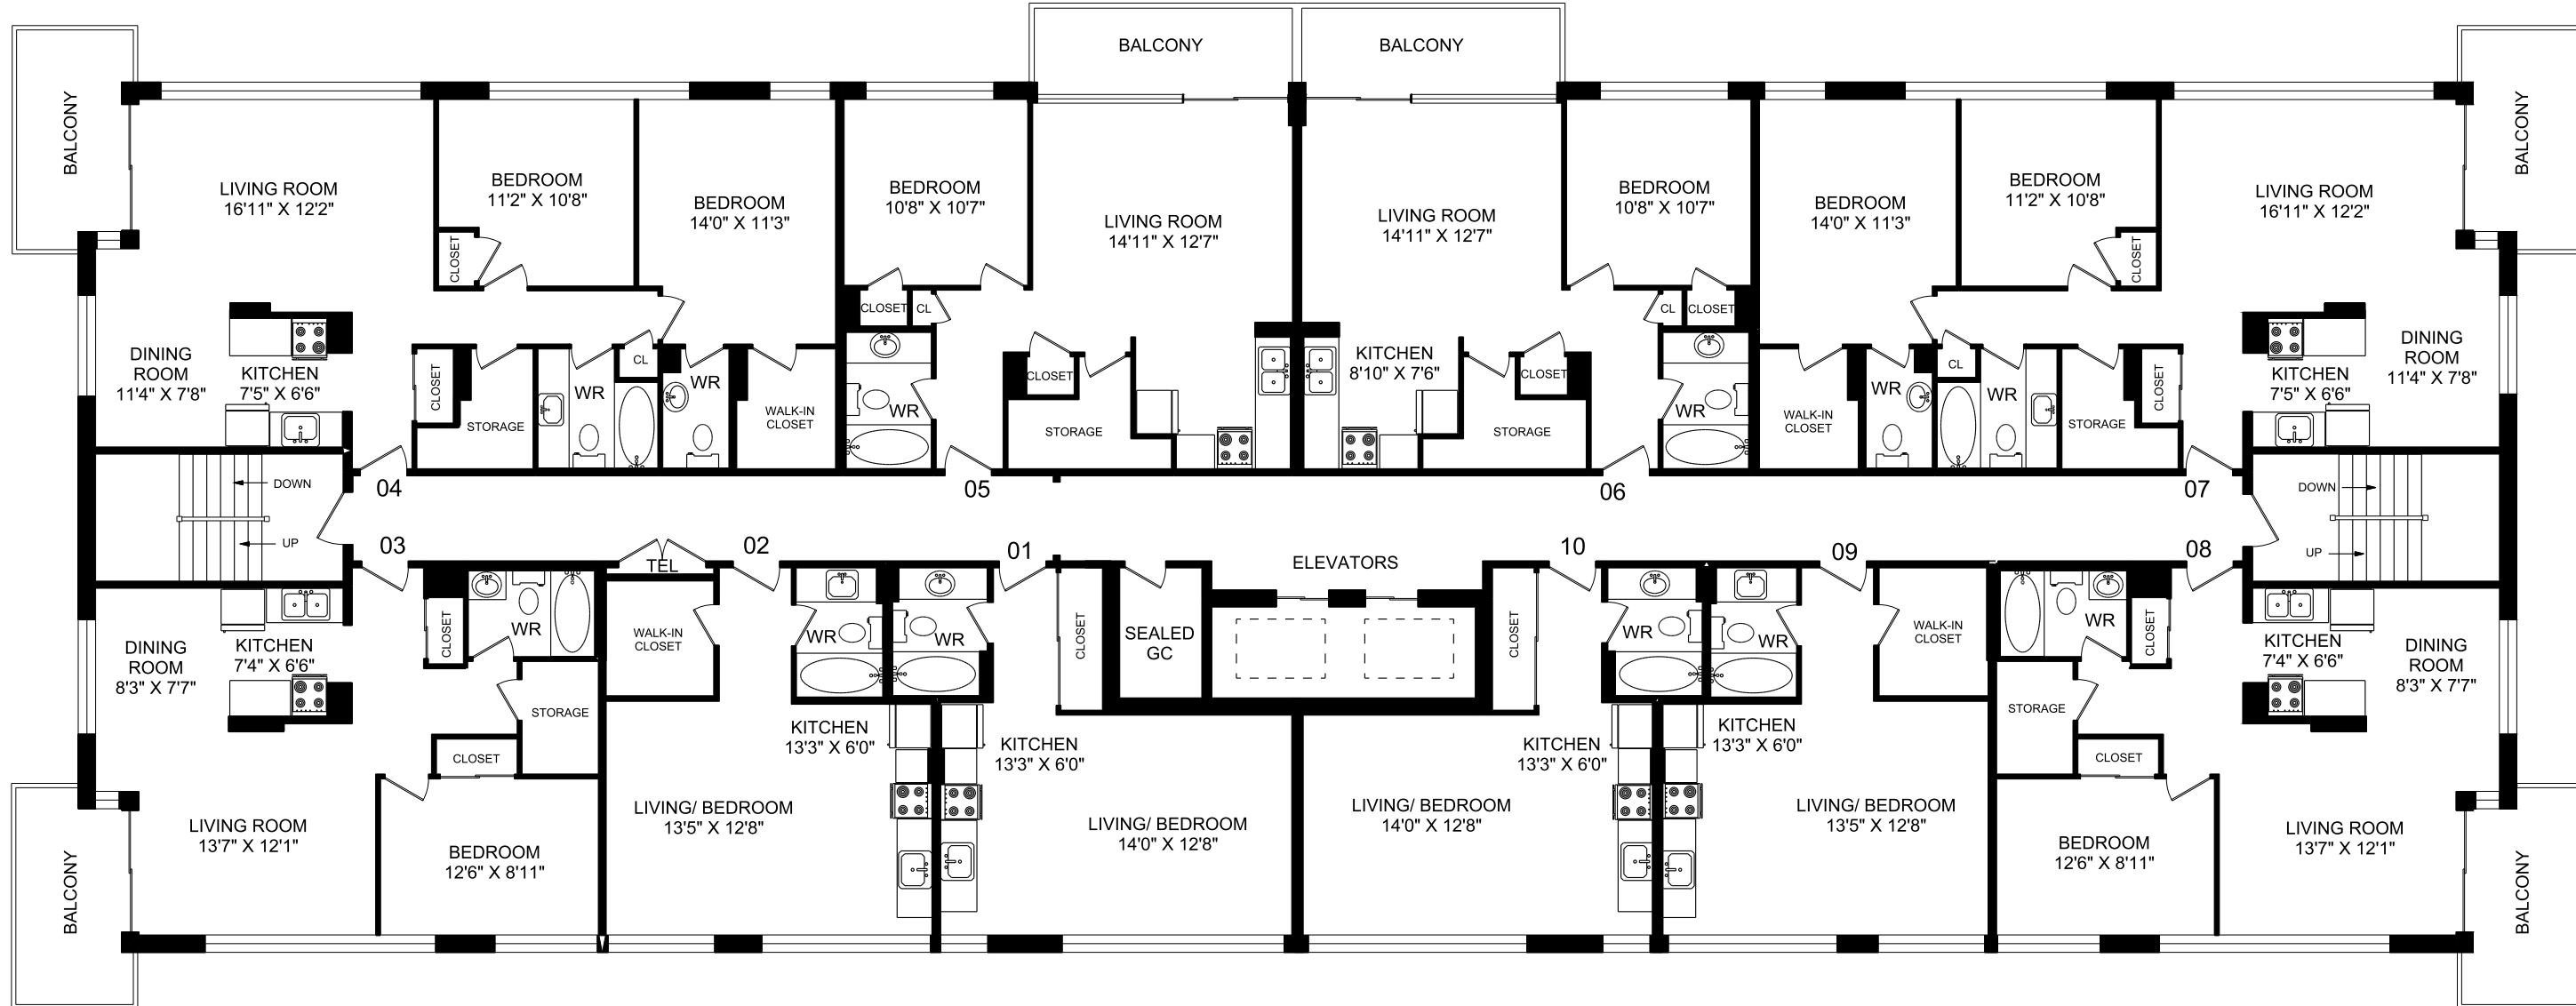 BALCONY
BALCONY
BALCONY
BALCONY
LIVING ROOM
16'11" X 12'2"
BEDROOM
11'2" X 10'8"
BEDROOM
14'0" X 11'3"
BEDROOM
10'8" X 10'7"
LIVING ROOM
14'11" X 12'7"
LIVING ROOM
14'11" X 12'7"
BEDROOM
10'8" X 10'7"
BEDROOM
14'0" X 11'3"
BEDROOM
11'2" X 10'8"
LIVING ROOM
16'11" X 12'2"
CLOSET
CLOSET
CLOSET
CL
CL
CLOSET
DINING
ROOM
11'4" X 7'8"
KITCHEN
7'5" X 6'6"
CLOSET
STORAGE
WR
CL
WR
WALK-IN
CLOSET
WR
CLOSET
STORAGE
KITCHEN
8'10" X 7'6"
CLOSET
STORAGE
WR
WALK-IN
CLOSET
WR
CL
WR
STORAGE
CLOSET
KITCHEN
7'5" X 6'6"
DINING
ROOM
11'4" X 7'8"
DOWN
UP
04
05
06
07
DOWN
UP
03
TEL
02
01
ELEVATORS
10
09
08
DINING
ROOM
8'3" X 7'7"
KITCHEN
7'4" X 6'6"
CLOSET
WR
STORAGE
CLOSET
WALK-IN
CLOSET
WR
WR
CLOSET
SEALED
GC
CLOSET
WR
WR
WALK-IN
CLOSET
WR
CLOSET
STORAGE
CLOSET
KITCHEN
7'4" X 6'6"
DINING
ROOM
8'3" X 7'7"
KITCHEN
13'3" X 6'0"
KITCHEN
13'3" X 6'0"
KITCHEN
13'3" X 6'0"
KITCHEN
13'3" X 6'0"
LIVING ROOM
13'7" X 12'1"
BEDROOM
12'6" X 8'11"
LIVING/ BEDROOM
13'5" X 12'8"
LIVING/ BEDROOM
14'0" X 12'8"
LIVING/ BEDROOM
14'0" X 12'8"
LIVING/ BEDROOM
13'5" X 12'8"
BEDROOM
12'6" X 8'11"
LIVING ROOM
13'7" X 12'1"
BALCONY
BALCONY